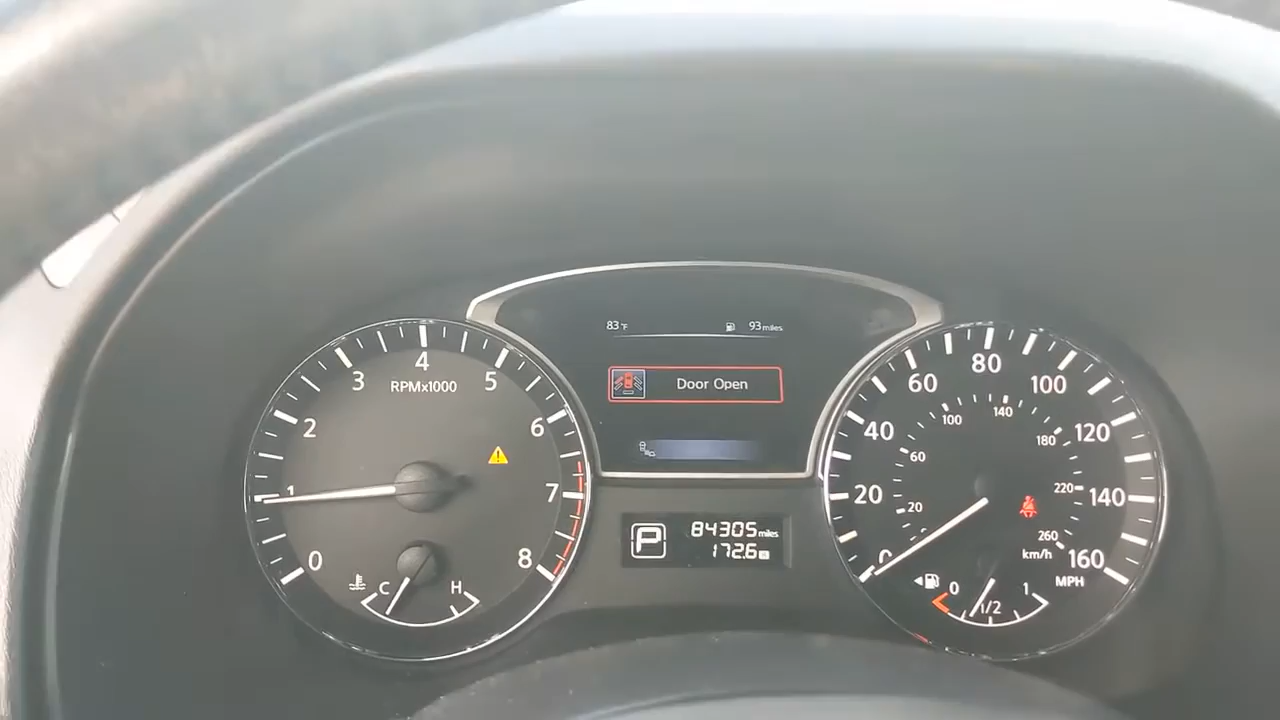 83°F 93 miles
Door Open
RPMx1000
0 1 2 3 4 5 6 7 8
C H
P
84305 miles
172.6
0 20 40 60 80 100 120 140 160
MPH
20 60 100 140 180 220 260
km/h
0 1/2 1